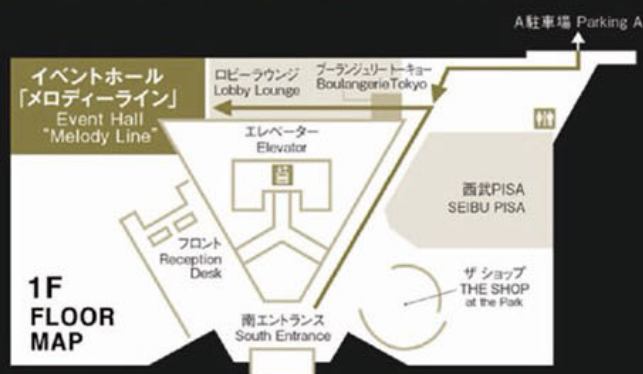 A駐車場 Parking A
イベントホール
「メロディーライン」
Event Hall
"Melody Line"
ロビーラウンジ
Lobby Lounge
ブーランジュリー トーキョー
BoulangerieTokyo
エレベーター
Elevator
西武PISA
SEIBU PISA
フロント
Reception
Desk
ザ ショップ
THE SHOP
at the Park
1F
FLOOR
MAP
南エントランス
South Entrance